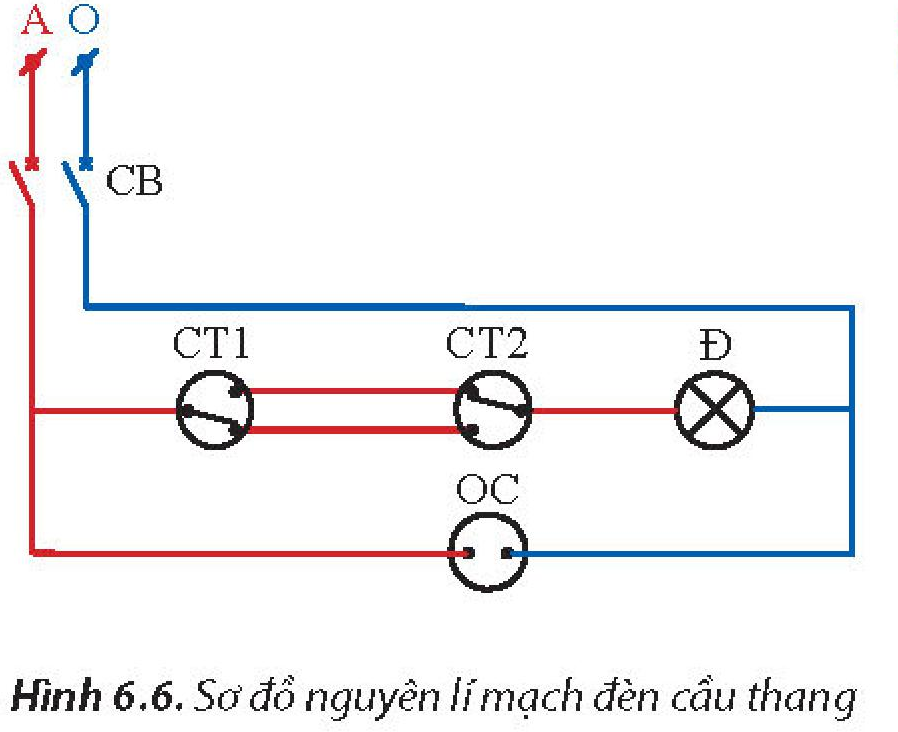 A O
CB
CT1 CT2 Đ
OC
Hình 6.6. Sơ đồ nguyên lí mạch đèn cầu thang